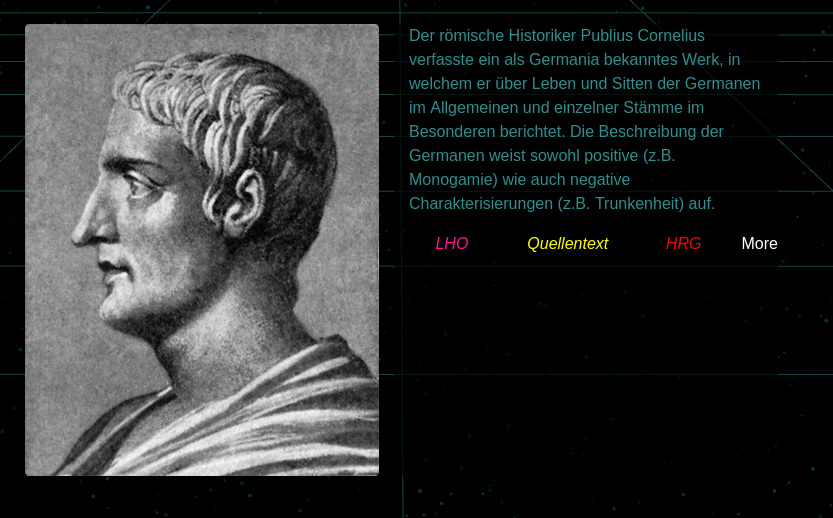 Der römische Historiker Publius Cornelius
verfasste ein als Germania bekanntes Werk, in
welchem er über Leben und Sitten der Germanen
im Allgemeinen und einzelner Stämme im
Besonderen berichtet. Die Beschreibung der
Germanen weist sowohl positive (z.B.
Monogamie) wie auch negative
Charakterisierungen (z.B. Trunkenheit) auf.
LHO Quellentext HRG More